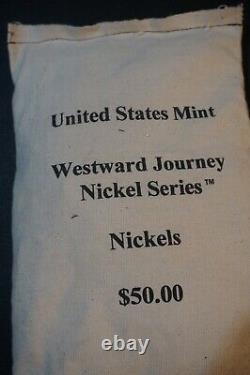 United States Mint
Westward Journey
Nickel Series™
Nickels
$50.00